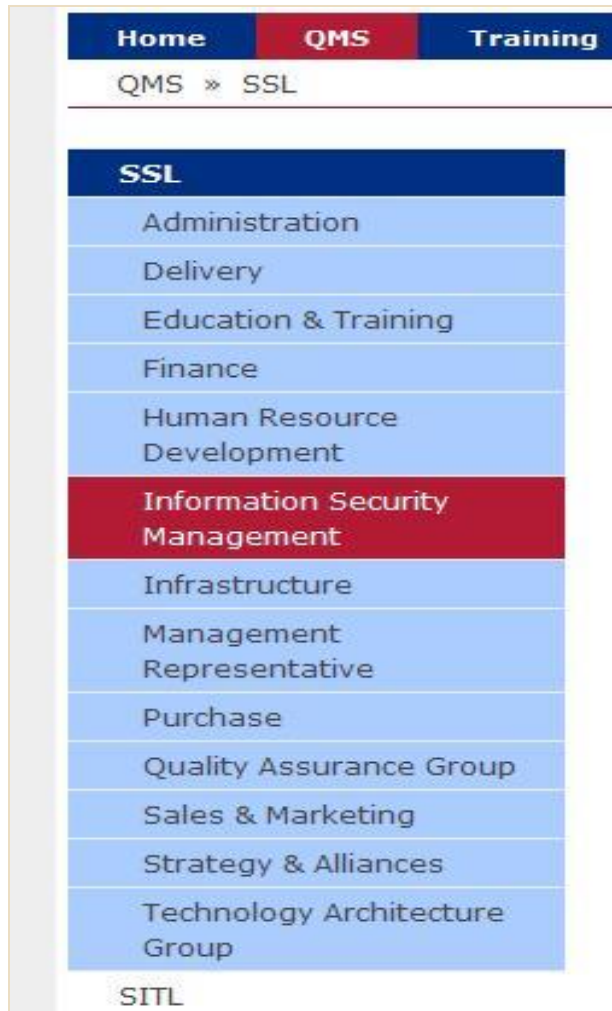 Home QMS Training
QMS » SSL
SSL
Administration
Delivery
Education & Training
Finance
Human Resource
Development
Information Security
Management
Infrastructure
Management
Representative
Purchase
Quality Assurance Group
Sales & Marketing
Strategy & Alliances
Technology Architecture
Group
SITL